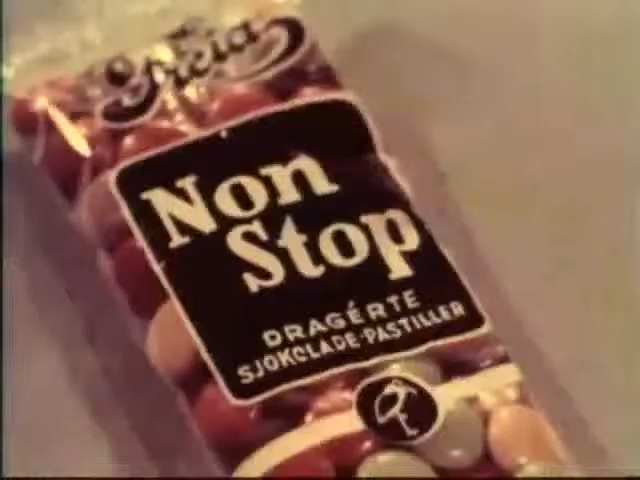 Freia
Non
Stop
DRAGÉRTE
SJOKOLADE-PASTILLER